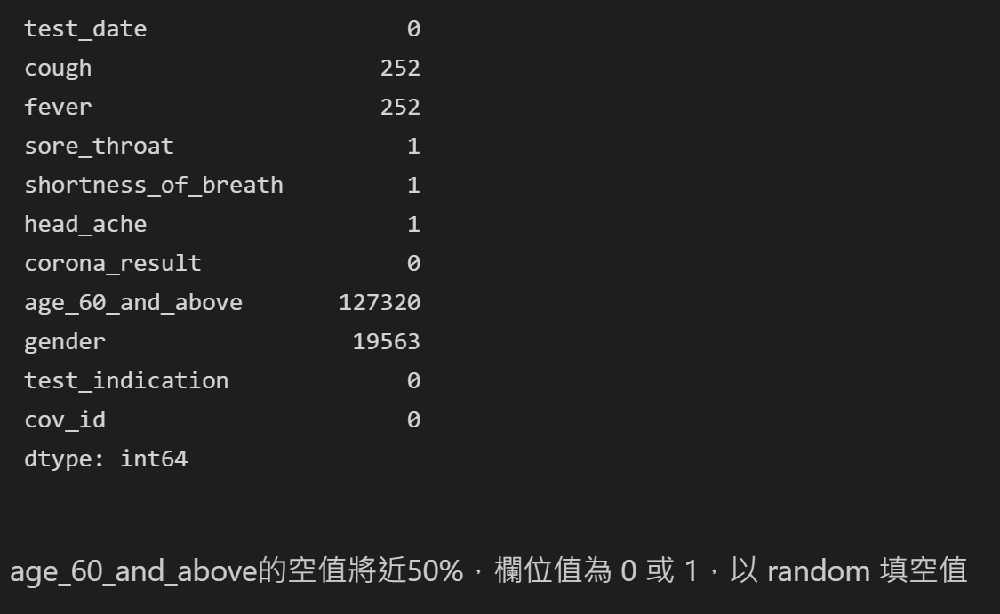 test_date 0
cough 252
fever 252
sore_throat 1
shortness_of_breath 1
head_ache 1
corona_result 0
age_60_and_above 127320
gender 19563
test_indication 0
cov_id 0
dtype: int64
age_60_and_above的空值將近50%，欄位值為 0 或 1，以 random 填空值